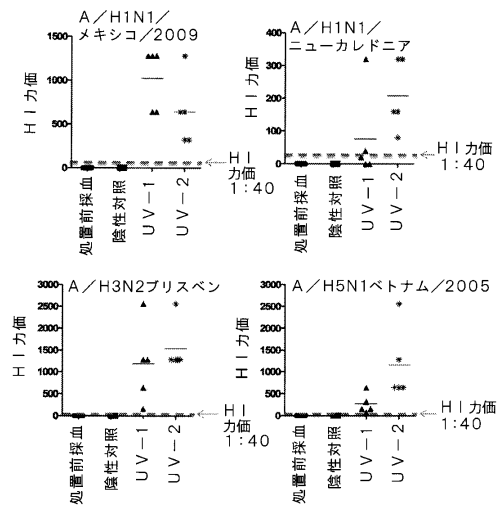 A/H1N1/
メキシコ/2009
HI力価
1500
1000
500
0
処置前採血
陰性対照
UV-1
UV-2
HI
力価
1:40
A/H1N1/
ニューカレドニア
HI力価
400
300
200
100
0
処置前採血
陰性対照
UV-1
UV-2
HI力価
1:40
A/H3N2ブリスベン
HI力価
3000
2500
2000
1500
1000
500
0
処置前採血
陰性対照
UV-1
UV-2
HI
力価
1:40
A/H5N1ベトナム/2005
HI力価
3000
2500
2000
1500
1000
500
0
処置前採血
陰性対照
UV-1
UV-2
HI力価
1:40